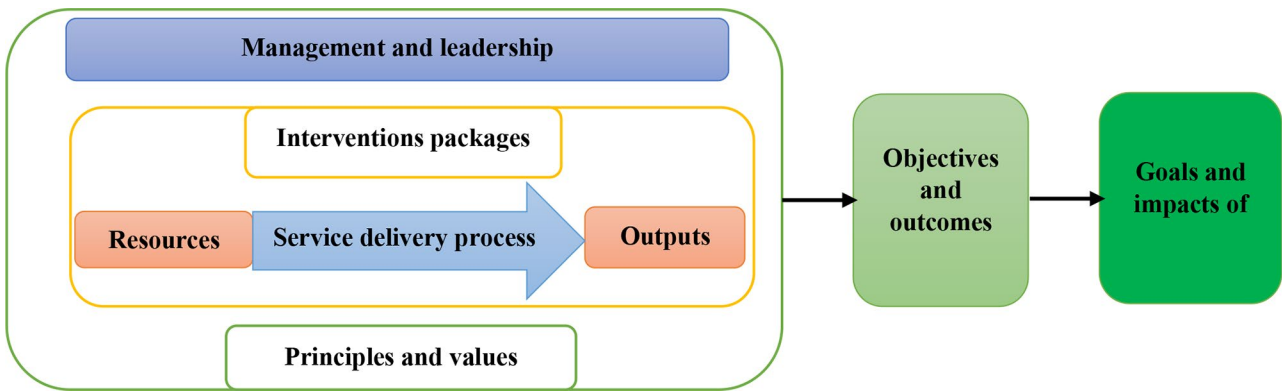 Management and leadership
Interventions packages
Resources
Service delivery process
Outputs
Principles and values
Objectives
and
outcomes
Goals and
impacts of